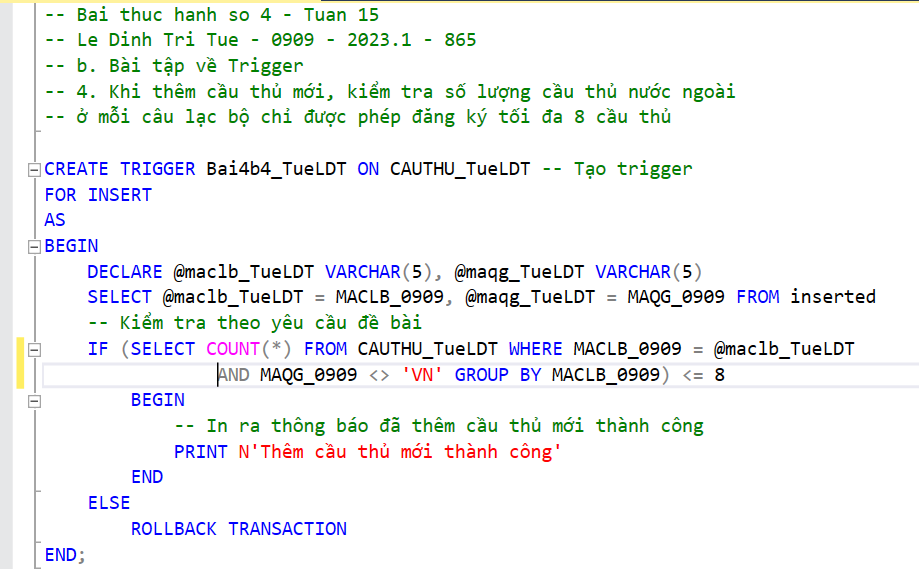 -- Bai thuc hanh so 4 - Tuan 15
-- Le Dinh Tri Tue - 0909 - 2023.1 - 865
-- b. Bài tập về Trigger
-- 4. Khi thêm cầu thủ mới, kiểm tra số lượng cầu thủ nước ngoài
-- ở mỗi câu lạc bộ chỉ được phép đăng ký tối đa 8 cầu thủ
CREATE TRIGGER Bai4b4_TueLDT ON CAUTHU_TueLDT -- Tạo trigger
FOR INSERT
AS
BEGIN
DECLARE @maclb_TueLDT VARCHAR(5), @maqg_TueLDT VARCHAR(5)
SELECT @maclb_TueLDT = MACLB_0909, @maqg_TueLDT = MAQG_0909 FROM inserted
-- Kiểm tra theo yêu cầu đề bài
IF (SELECT COUNT(*) FROM CAUTHU_TueLDT WHERE MACLB_0909 = @maclb_TueLDT
AND MAQG_0909 <> 'VN' GROUP BY MACLB_0909) <= 8
BEGIN
-- In ra thông báo đã thêm cầu thủ mới thành công
PRINT N'Thêm cầu thủ mới thành công'
END
ELSE
ROLLBACK TRANSACTION
END;